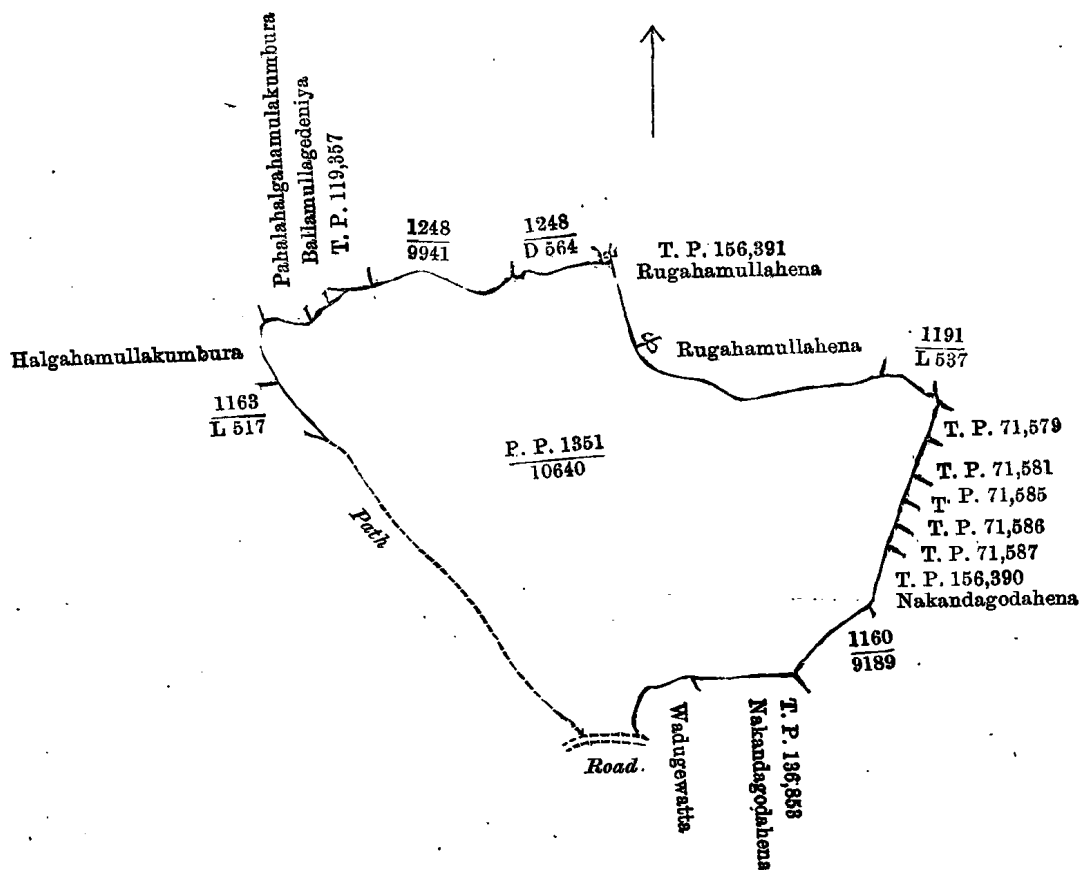 Pahalahalgahamulakumbura
Ballamullagedeniya
T. P. 119,357
1248
9941
1248
D 564
T. P. 156,391
Rugahamullahena
Rugahamullahena
1191
L 537
Halgahamullakumbura
1163
L 517
P. P. 1351
10640
T. P. 71,579
T. P. 71,581
T. P. 71,585
T. P. 71,586
T. P. 71,587
T. P. 156,390
Nakandagodahena
1160
9189
Path
Road.
Wadugewatta
T. P. 136,853
Nakandagodahena